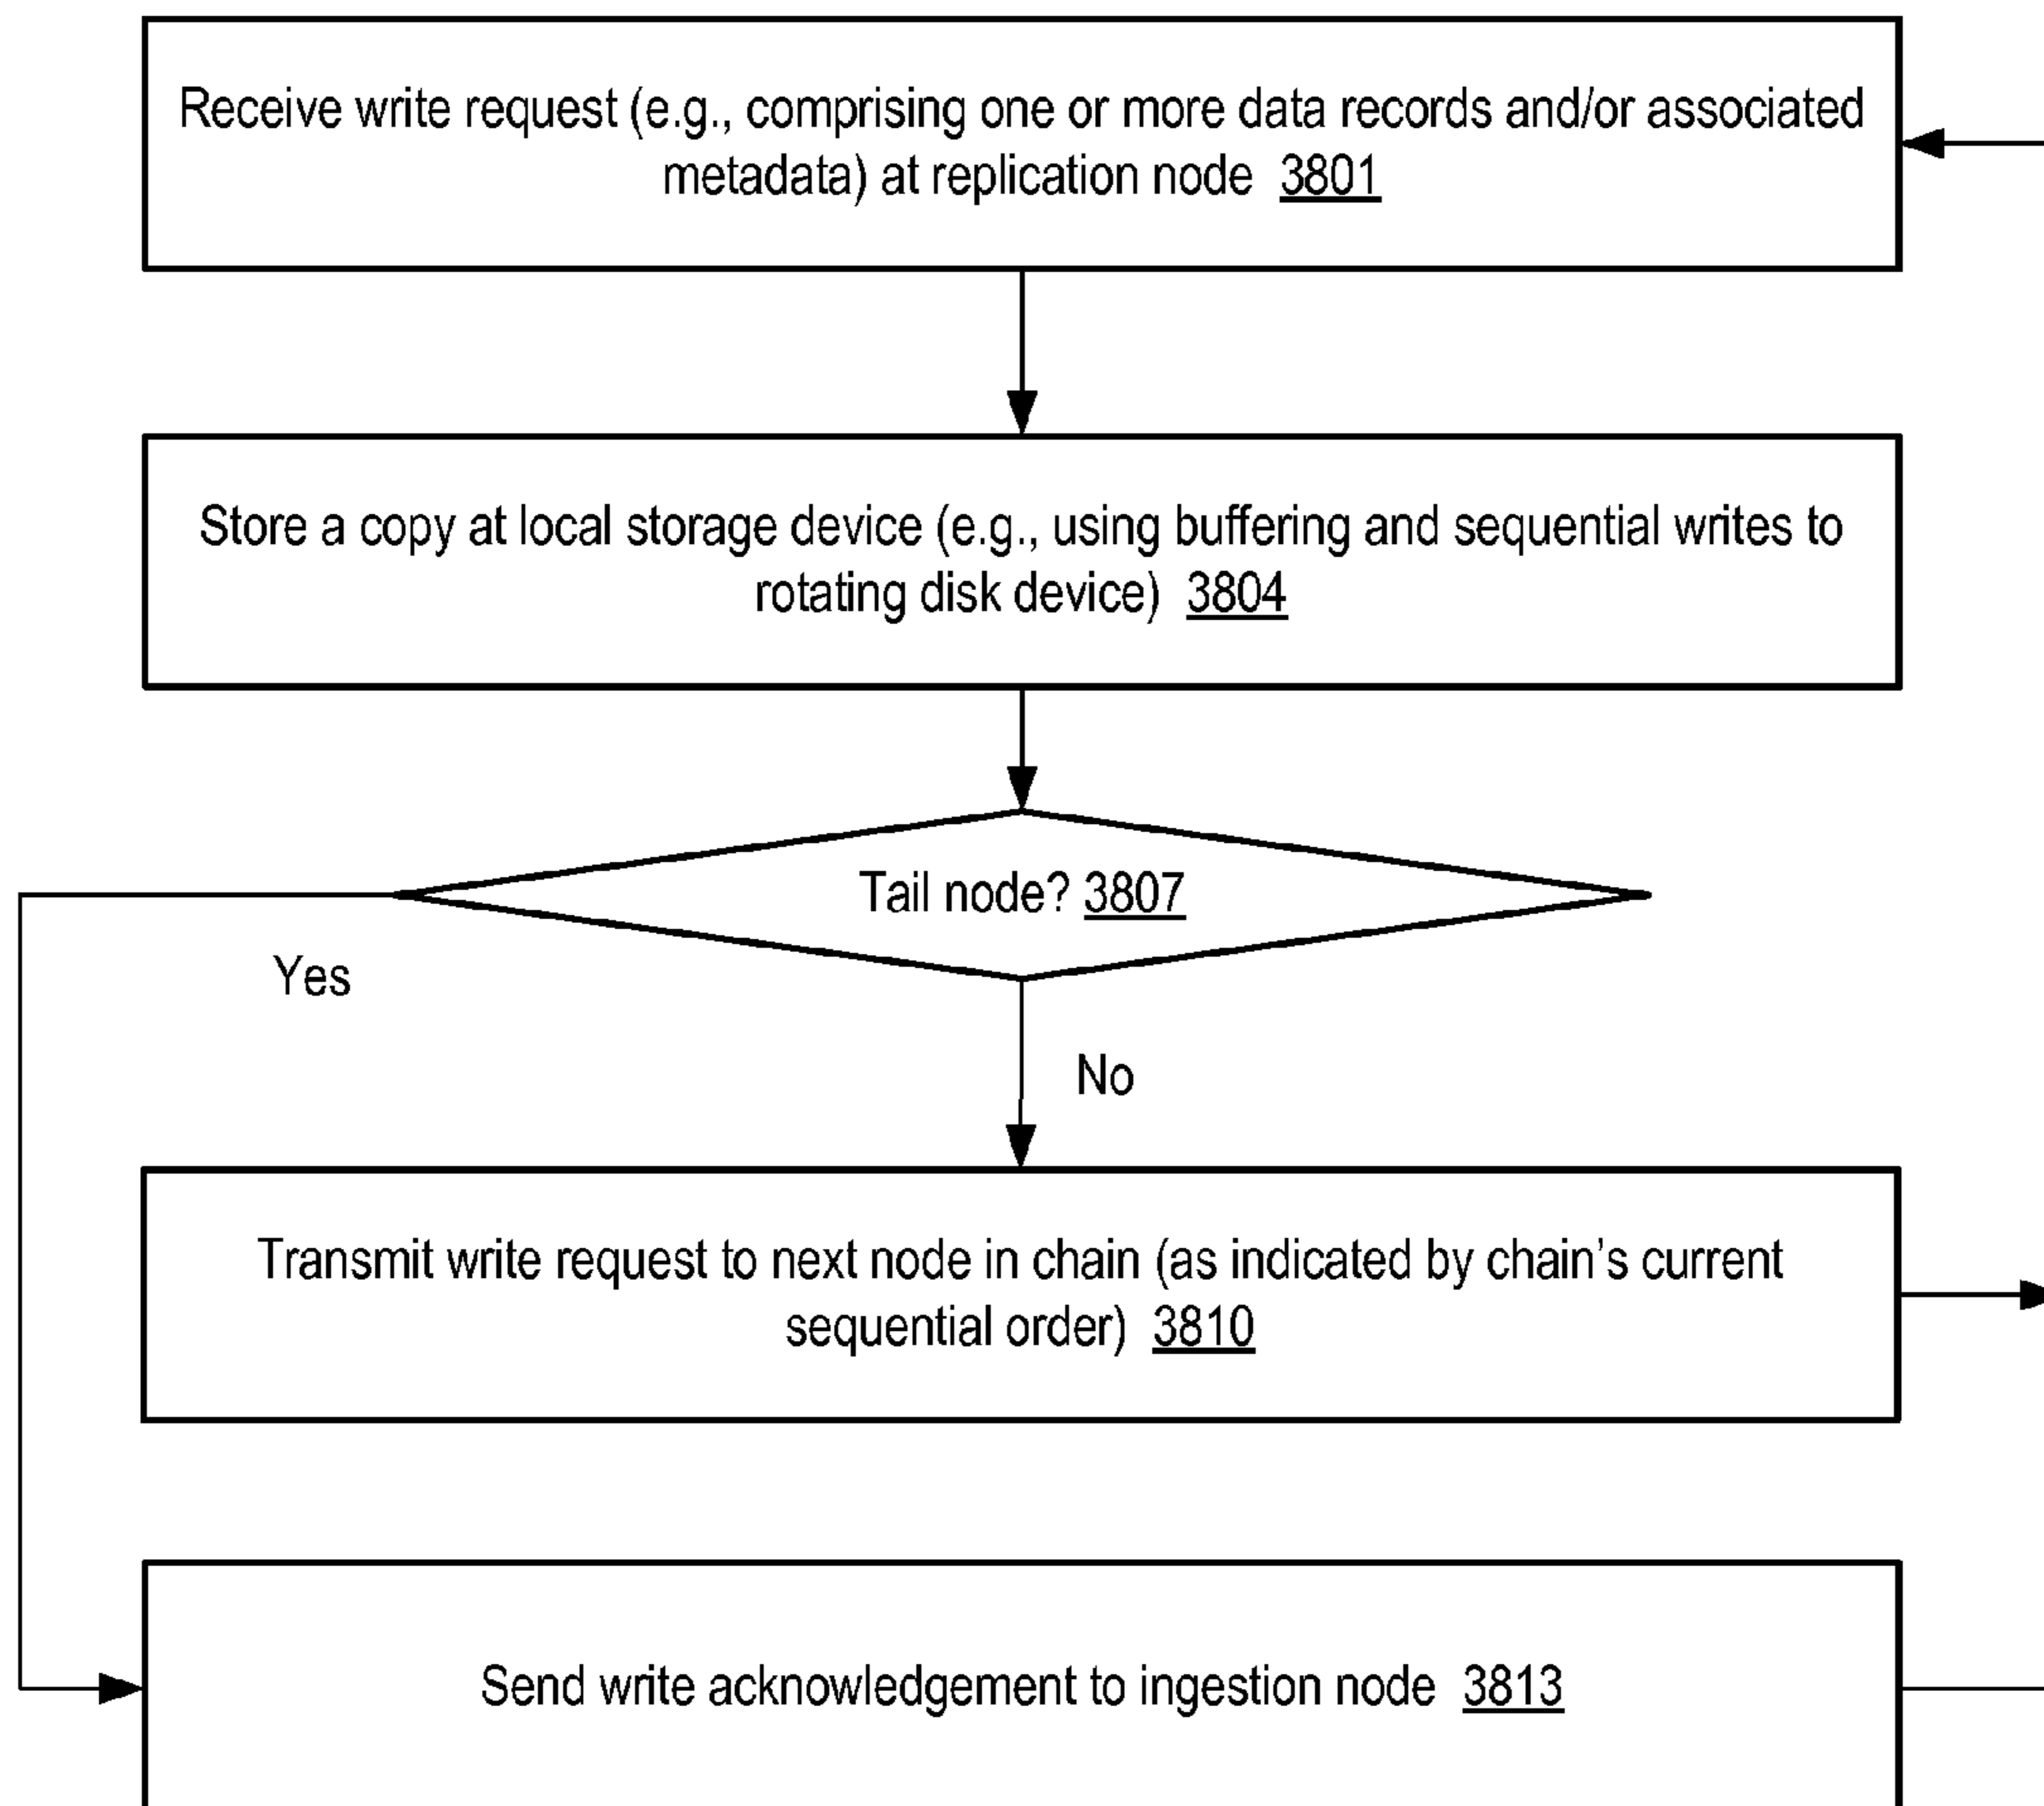 Receive write request (e.g., comprising one or more data records and/or associated
metadata) at replication node 3801
Store a copy at local storage device (e.g., using buffering and sequential writes to
rotating disk device) 3804
Tail node? 3807
Yes
No
Transmit write request to next node in chain (as indicated by chain's current
sequential order) 3810
Send write acknowledgement to ingestion node 3813